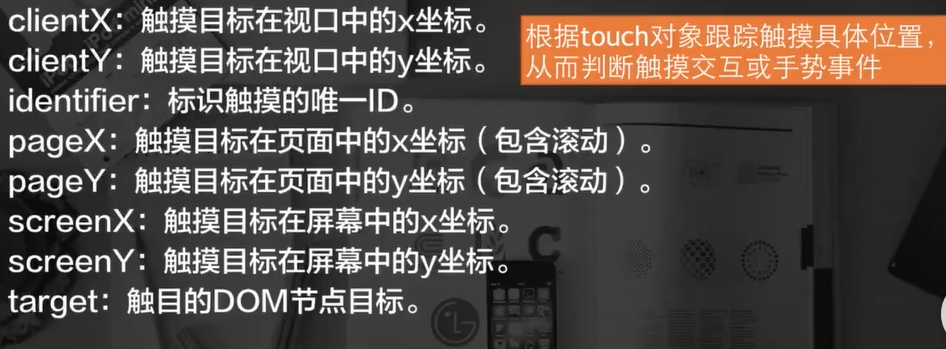 clientX：触摸目标在视口中的x坐标。
clientY：触摸目标在视口中的y坐标。
identifier：标识触摸的唯一ID。
pageX：触摸目标在页面中的x坐标（包含滚动）。
pageY：触摸目标在页面中的y坐标（包含滚动）。
screenX：触摸目标在屏幕中的x坐标。
screenY：触摸目标在屏幕中的y坐标。
target：触目的DOM节点目标。
根据touch对象跟踪触摸具体位置，
从而判断触摸交互或手势事件